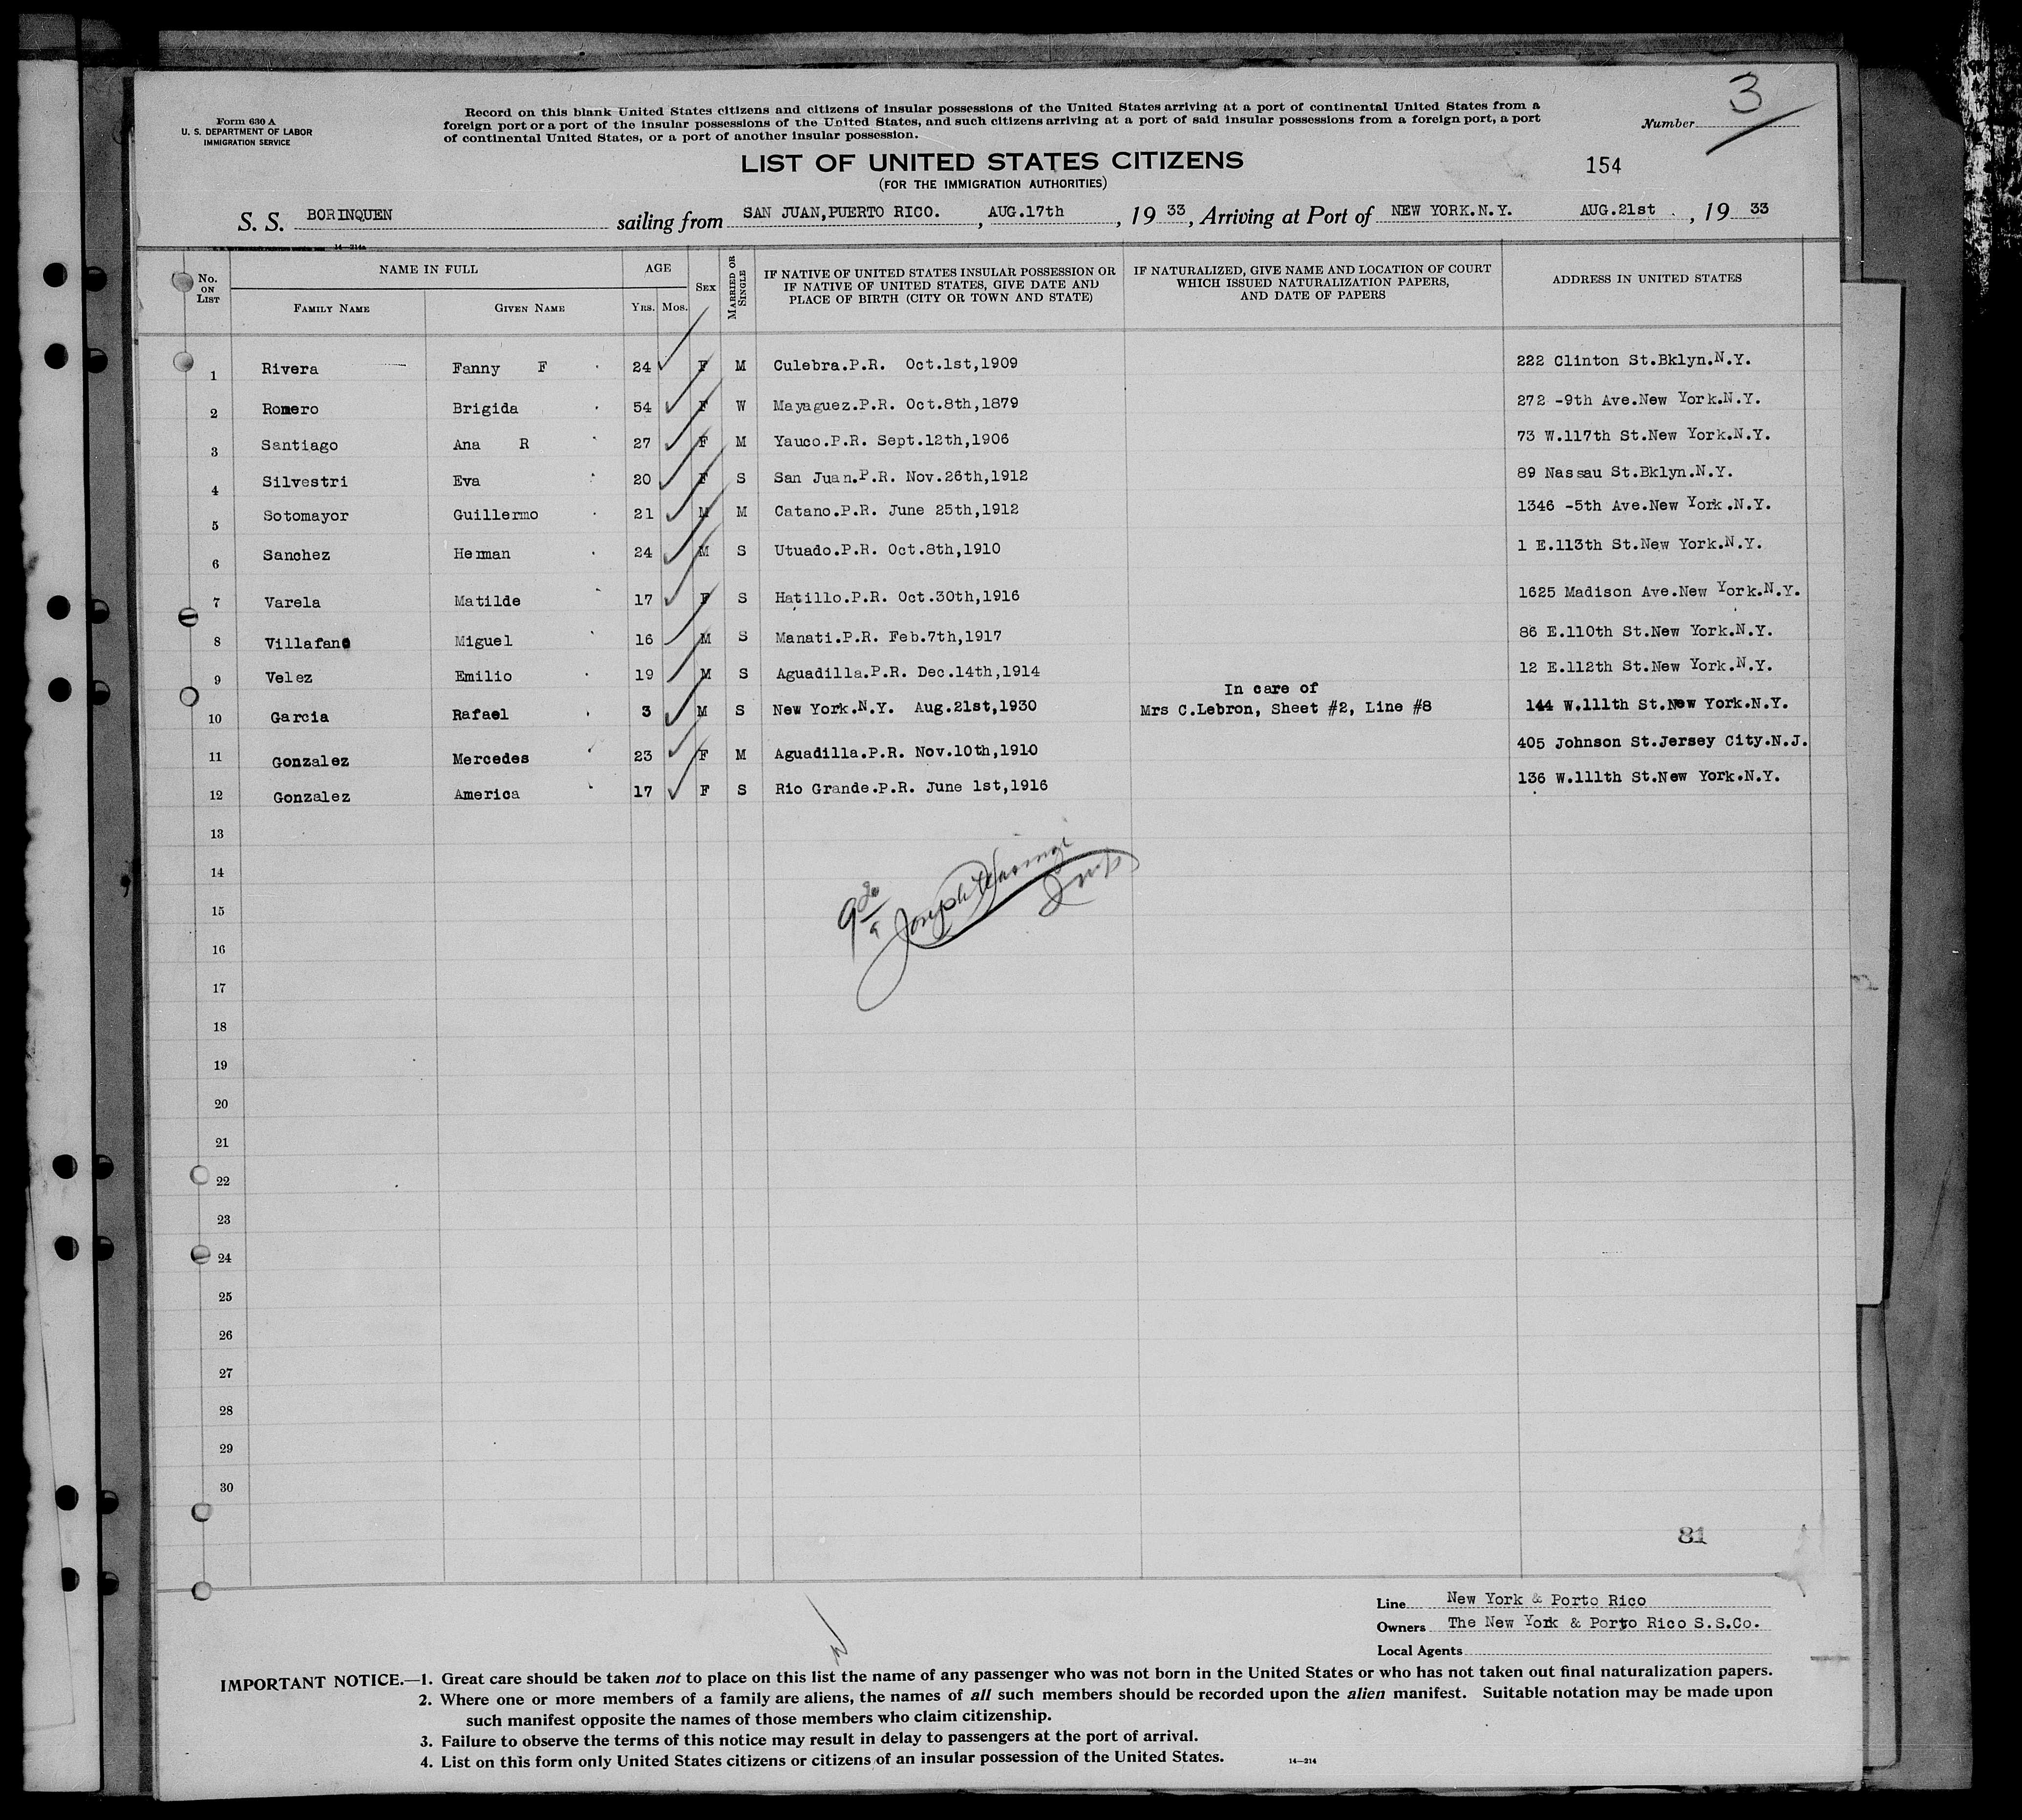 3
Form 630 A
U. S. DEPARTMENT OF LABOR
IMMIGRATION SERVICE
Record on this blank United States citizens and citizens of insular possessions of the United States arriving at a port of continental United States from a
foreign port or a port of the insular possessions of the United States, and such citizens arriving at a port of said insular possessions from a foreign port, a port
of continental United States, or a port of another insular possession.
Number
LIST OF UNITED STATES CITIZENS
(FOR THE IMMIGRATION AUTHORITIES)
154
S. S. BORINQUEN sailing from SAN JUAN,PUERTO RICO. , AUG.17th , 19 33, Arriving at Port of NEW YORK.N.Y. AUG.21st , 19 33
14—214a
No. ON LIST NAME IN FULL AGE SEX MARRIED OR SINGLE IF NATIVE OF UNITED STATES INSULAR POSSESSION OR IF NATIVE OF UNITED STATES, GIVE DATE AND PLACE OF BIRTH (CITY OR TOWN AND STATE) IF NATURALIZED, GIVE NAME AND LOCATION OF COURT WHICH ISSUED NATURALIZATION PAPERS, AND DATE OF PAPERS ADDRESS IN UNITED STATES
FAMILY NAME GIVEN NAME YRS. MOS.
1 Rivera Fanny F 24 F M Culebra.P.R. Oct.1st,1909 222 Clinton St.Bklyn.N.Y.
2 Romero Brigida 54 F W Mayaguez.P.R. Oct.8th,1879 272 -9th Ave.New York.N.Y.
3 Santiago Ana R 27 F M Yauco.P.R. Sept.12th,1906 73 W.117th St.New York.N.Y.
4 Silvestri Eva 20 F S San Juan.P.R. Nov.26th,1912 89 Nassau St.Bklyn.N.Y.
5 Sotomayor Guillermo 21 M M Catano.P.R. June 25th,1912 1346 -5th Ave.New York.N.Y.
6 Sanchez Herman 24 M S Utuado.P.R. Oct.8th,1910 1 E.113th St.New York.N.Y.
7 Varela Matilde 17 F S Hatillo.P.R. Oct.30th,1916 1625 Madison Ave.New York.N.Y.
8 Villafane Miguel 16 M S Manati.P.R. Feb.7th,1917 86 E.110th St.New York.N.Y.
9 Velez Emilio 19 M S Aguadilla.P.R. Dec.14th,1914 12 E.112th St.New York.N.Y.
In care of
10 Garcia Rafael 3 M S New York.N.Y. Aug.21st,1930 Mrs C.Lebron, Sheet #2, Line #8 144 W.111th St.New York.N.Y.
11 Gonzalez Mercedes 23 F M Aguadilla.P.R. Nov.10th,1910 405 Johnson St.Jersey City.N.J.
12 Gonzalez America 17 F S Rio Grande.P.R. June 1st,1916 136 W.111th St.New York.N.Y.
13
14
Joseph
15
16
17
18
19
20
21
22
23
24
25
26
27
28
29
30
81
Line New York & Porto Rico
Owners The New York & Porto Rico S.S.Co.
Local Agents
IMPORTANT NOTICE.—1. Great care should be taken not to place on this list the name of any passenger who was not born in the United States or who has not taken out final naturalization papers.
2. Where one or more members of a family are aliens, the names of all such members should be recorded upon the alien manifest. Suitable notation may be made upon
such manifest opposite the names of those members who claim citizenship.
3. Failure to observe the terms of this notice may result in delay to passengers at the port of arrival.
4. List on this form only United States citizens or citizens of an insular possession of the United States.
14—214